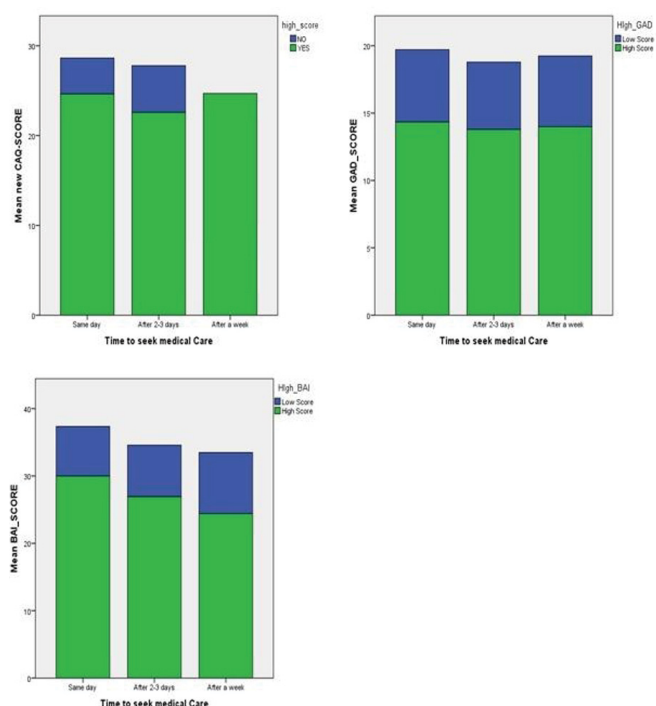 high_score
NO
YES
30
20
10
0
Mean new CAQ-SCORE
Same day
After 2-3 days
After a week
Time to seek medical Care
HIgh_GAD
Low Score
High Score
20
15
10
5
0
Mean GAD_SCORE
Same day
After 2-3 days
After a week
Time to seek medical Care
HIgh_BAI
Low Score
High Score
40
30
20
10
0
Mean BAI_SCORE
Same day
After 2-3 days
After a week
Time to seek medical Care